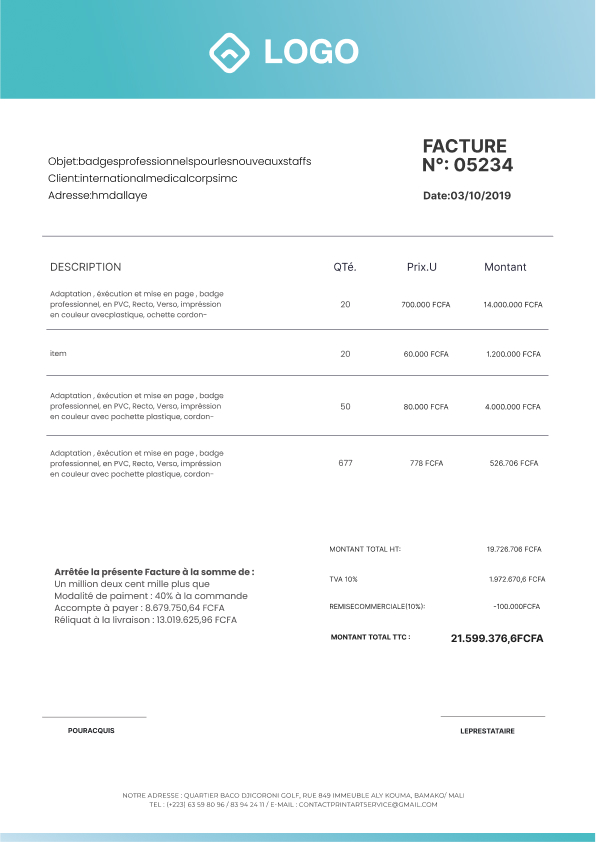 LOGO
FACTURE
N°: 05234
Objet:badgesprofessionnelspourlesnouveauxstaffs
Client:internationalmedicalcorpsimc
Adresse:hmdallaye
Date:03/10/2019
DESCRIPTION QTé. Prix.U Montant
Adaptation , éxécution et mise en page , badge
professionnel, en PVC, Recto, Verso, impréssion
en couleur avecplastique, ochette cordon-
20 700.000 FCFA 14.000.000 FCFA
item 20 60.000 FCFA 1.200.000 FCFA
Adaptation , éxécution et mise en page , badge
professionnel, en PVC, Recto, Verso, impréssion
en couleur avec pochette plastique, cordon-
50 80.000 FCFA 4.000.000 FCFA
Adaptation , éxécution et mise en page , badge
professionnel, en PVC, Recto, Verso, impréssion
en couleur avec pochette plastique, cordon-
677 778 FCFA 526.706 FCFA
MONTANT TOTAL HT: 19.726.706 FCFA
TVA 10% 1.972.670,6 FCFA
REMISECOMMERCIALE(10%): -100.000FCFA
MONTANT TOTAL TTC : 21.599.376,6FCFA
Arrêtée la présente Facture à la somme de :
Un million deux cent mille plus que
Modalité de paiment : 40% à la commande
Accompte à payer : 8.679.750,64 FCFA
Réliquat à la livraison : 13.019.625,96 FCFA
POURACQUIS LEPRESTATAIRE
NOTRE ADRESSE : QUARTIER BACO DJICORONI GOLF, RUE 849 IMMEUBLE ALY KOUMA, BAMAKO/ MALI
TEL : (+223) 63 59 80 96 / 83 94 24 11 / E-MAIL : CONTACTPRINTARTSERVICE@GMAIL.COM